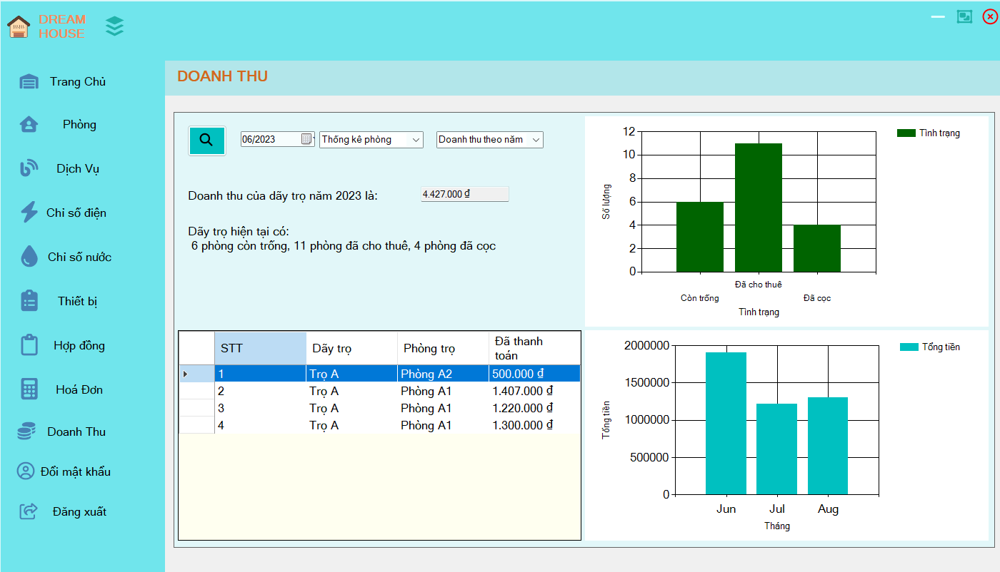 DREAM
HOUSE
Trang Chủ
Phòng
Dịch Vụ
Chỉ số điện
Chỉ số nước
Thiết bị
Hợp đồng
Hoá Đơn
Doanh Thu
Đổi mật khẩu
Đăng xuất
DOANH THU
06/2023
Thống kê phòng
Doanh thu theo năm
Doanh thu của dãy trọ năm 2023 là:
4.427.000 ₫
Dãy trọ hiện tại có:
6 phòng còn trống, 11 phòng đã cho thuê, 4 phòng đã cọc
STT Dãy trọ Phòng trọ Đã thanh toán
1 Trọ A Phòng A2 500.000 ₫
2 Trọ A Phòng A1 1.407.000 ₫
3 Trọ A Phòng A1 1.220.000 ₫
4 Trọ A Phòng A1 1.300.000 ₫
Số lượng
12
10
8
6
4
2
0
Còn trống
Đã cho thuê
Đã cọc
Tình trạng
Tình trạng
Tổng tiền
2000000
1500000
1000000
500000
0
Jun Jul Aug
Tháng
Tổng tiền